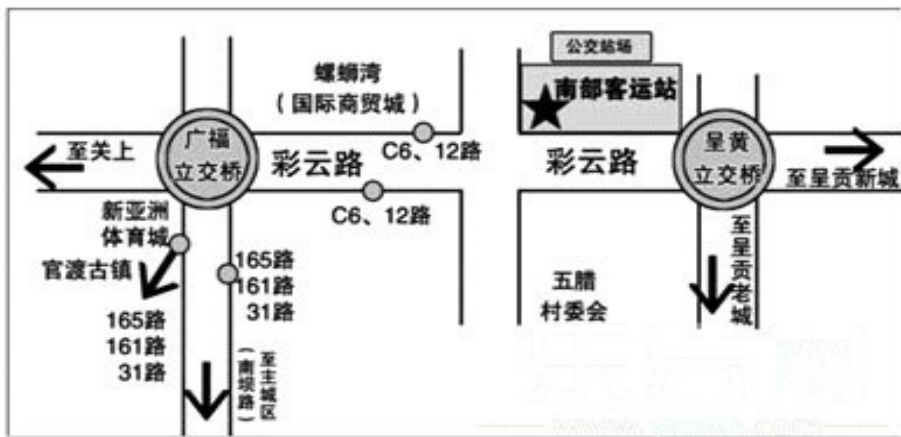 公交站场
南部客运站
螺蛳湾
（国际商贸城）
C6、12路
广福
立交桥
至关上
彩云路
彩云路
呈黄
立交桥
至呈贡新城
C6、12路
新亚洲
体育城
官渡古镇
165路
161路
31路
165路
161路
31路
至主城区
（南坝路）
五腊
村委会
至呈贡老城